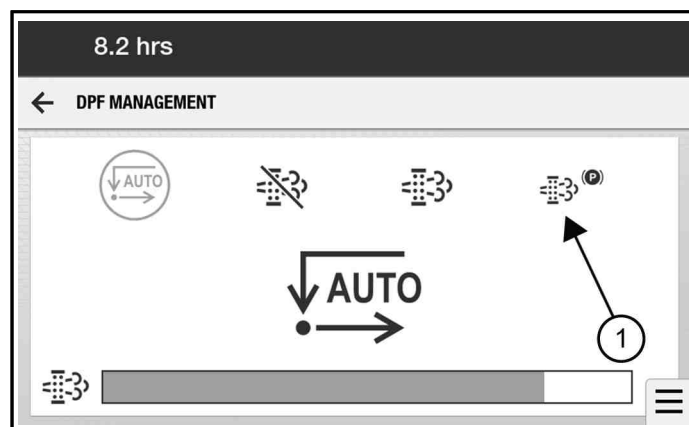 8.2 hrs
DPF MANAGEMENT
AUTO
(P)
AUTO
1